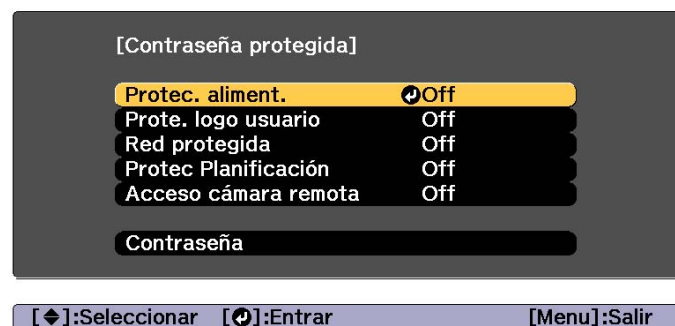 [Contraseña protegida]
Protec. aliment. Off
Prote. logo usuario Off
Red protegida Off
Protec Planificación Off
Acceso cámara remota Off
Contraseña
[◆]:Seleccionar [↵]:Entrar [Menu]:Salir